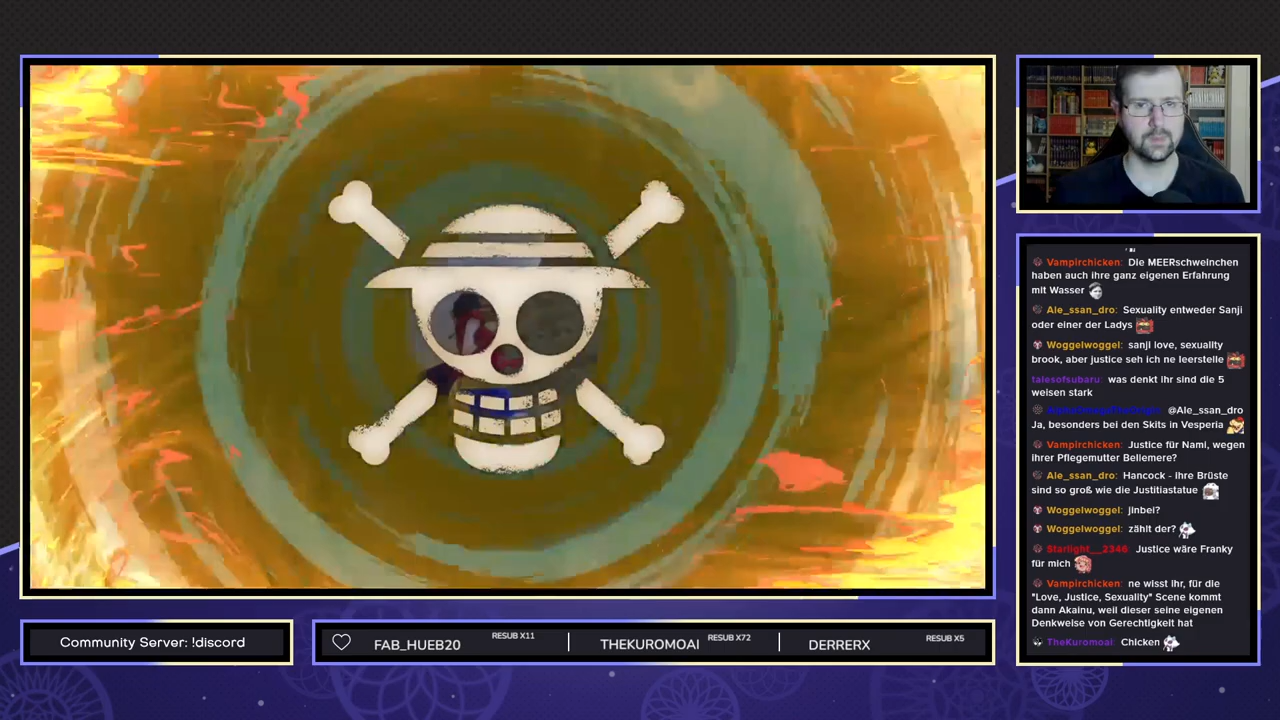 Vampirchicken: Die MEERschweinchen
haben auch ihre ganz eigenen Erfahrung
mit Wasser
Ale_ssan_dro: Sexuality entweder Sanji
oder einer der Ladys
Woggelwoggel: sanji love, sexuality
brook, aber justice seh ich ne leerstelle
talesofsubaru: was denkt ihr sind die 5
weisen stark
@Ale_ssan_dro
Ja, besonders bei den Skits in Vesperia
Vampirchicken: Justice für Nami, wegen
ihrer Pflegemutter Bellemere?
Ale_ssan_dro: Hancock - ihre Brüste
sind so groß wie die Justitiastatue
Woggelwoggel: jinbei?
Woggelwoggel: zählt der?
Starlight__2346: Justice wäre Franky
für mich
Vampirchicken: ne wisst ihr, für die
"Love, Justice, Sexuality" Scene kommt
dann Akainu, weil dieser seine eigenen
Denkweise von Gerechtigkeit hat
TheKuromoai: Chicken
Community Server: !discord
FAB_HUEB20 RESUB X11 THEKUROMOAI RESUB X72 DERRERX RESUB X5